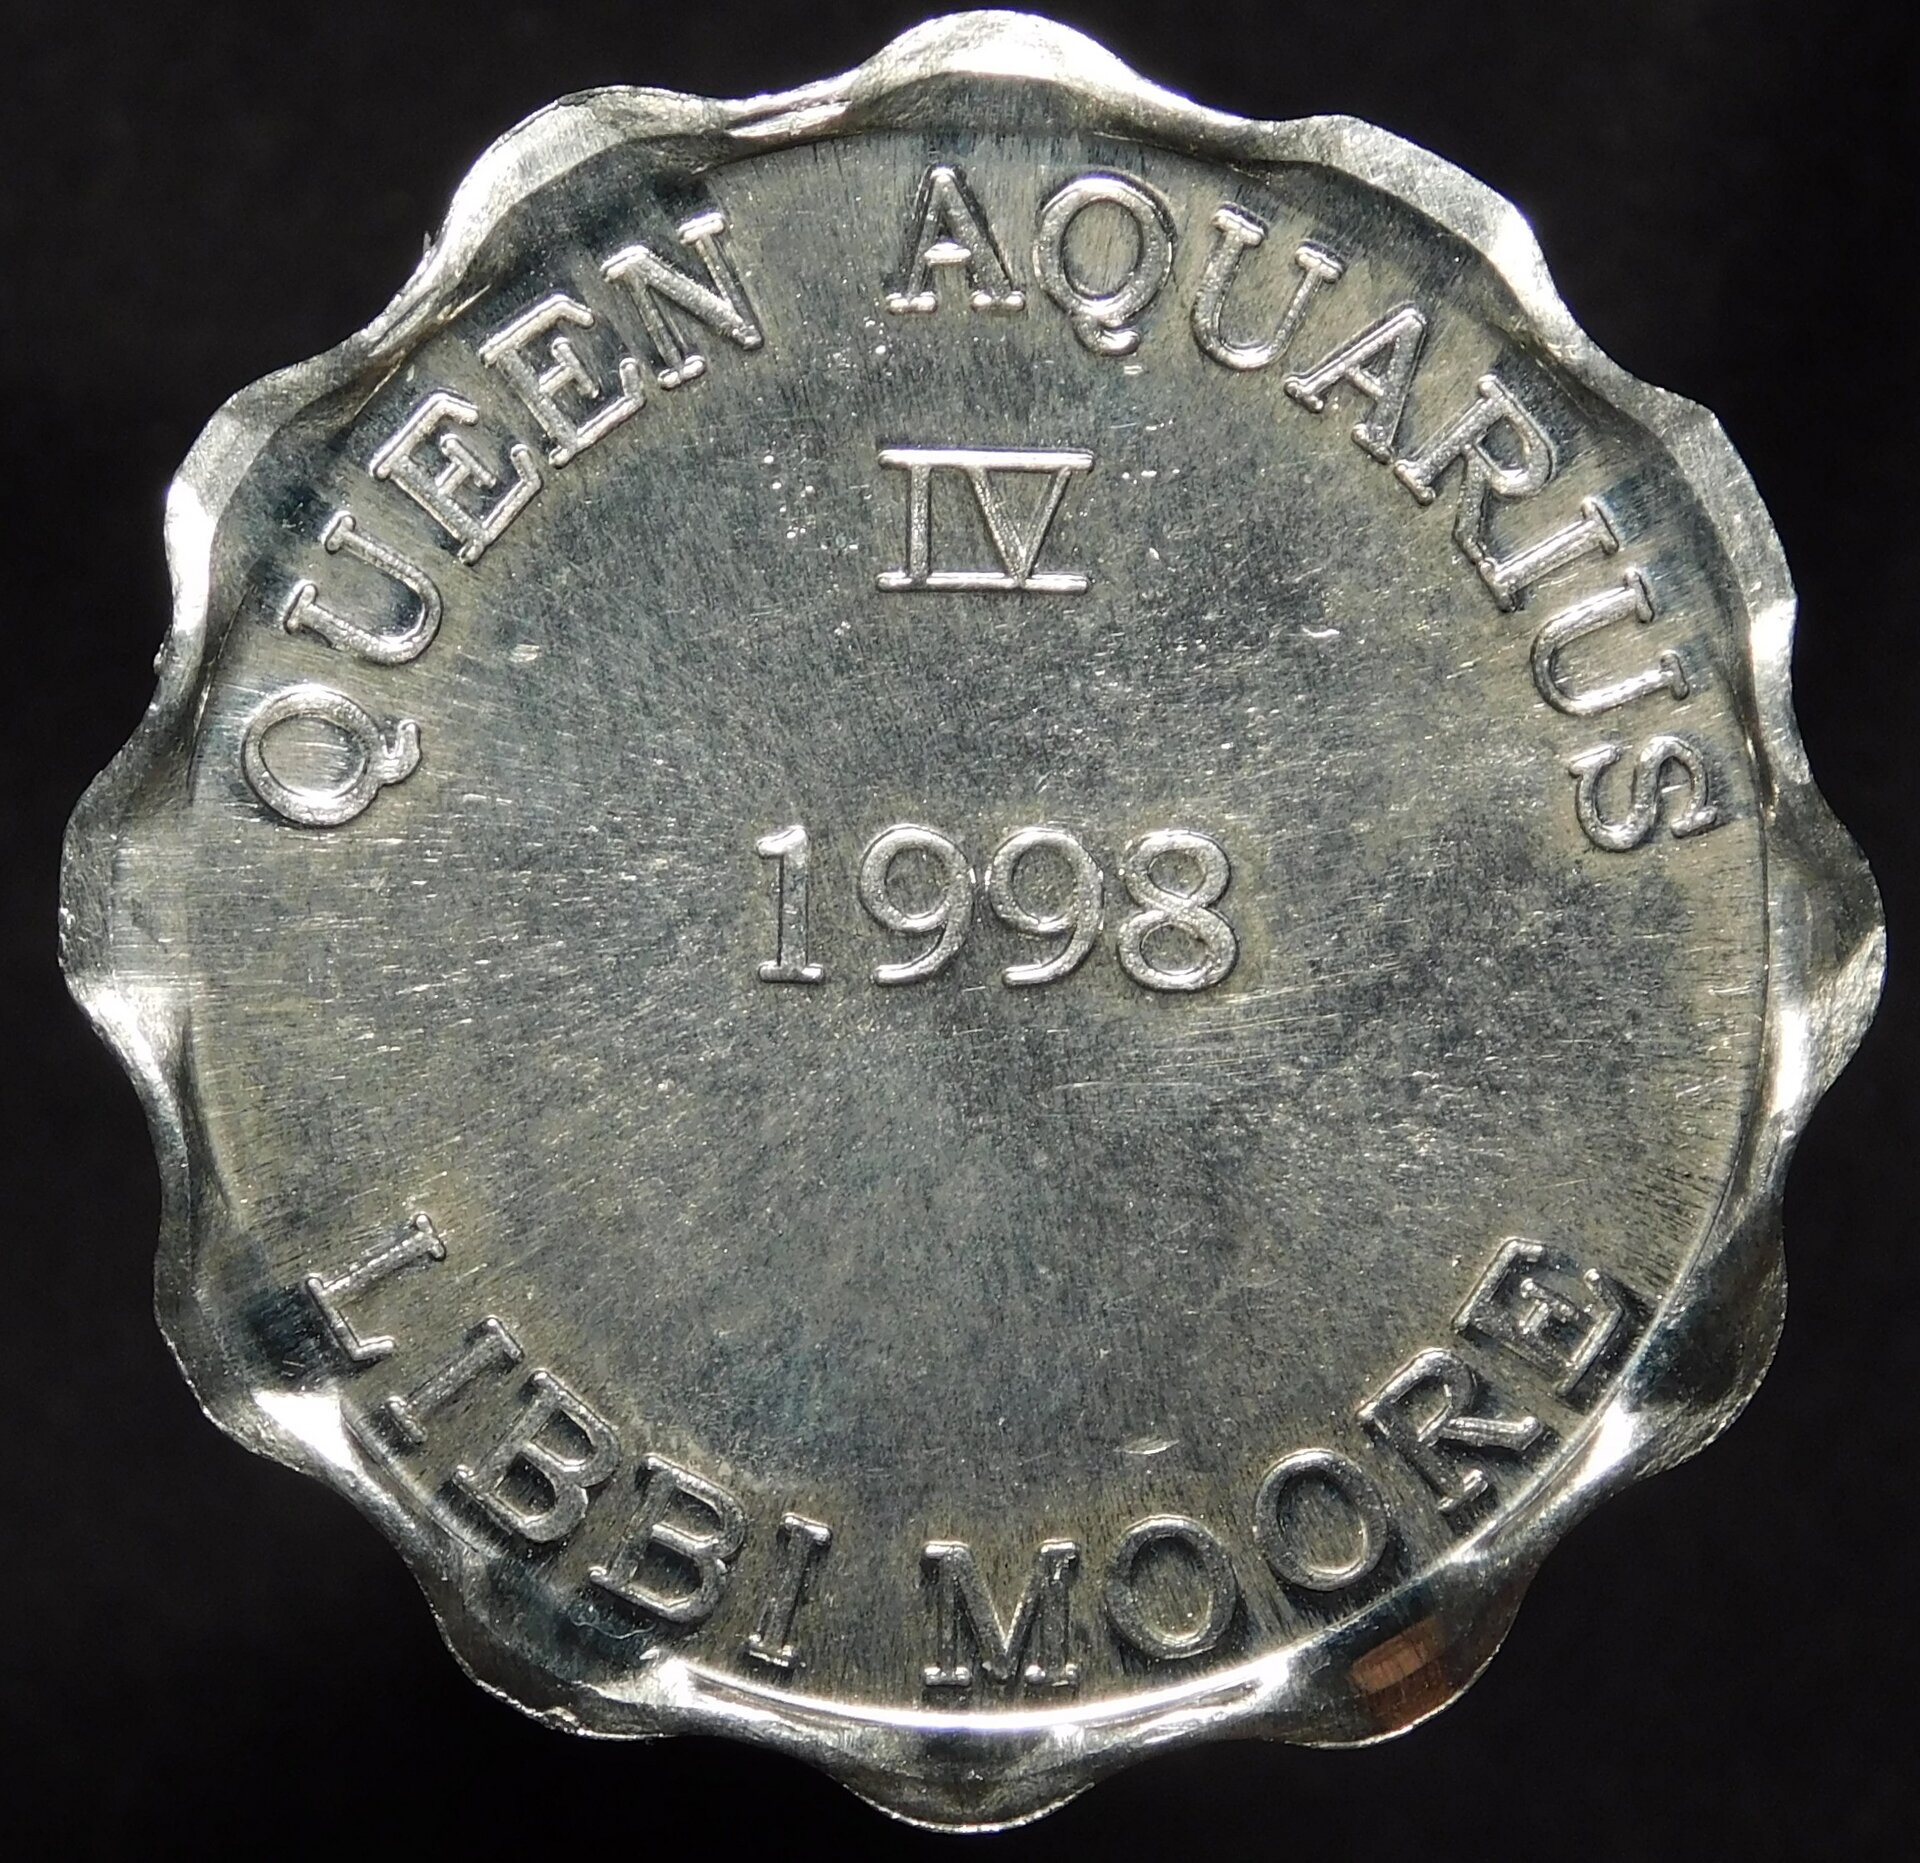 QUEEN AQUARIUS
IV
1998
LIBBI MOORE